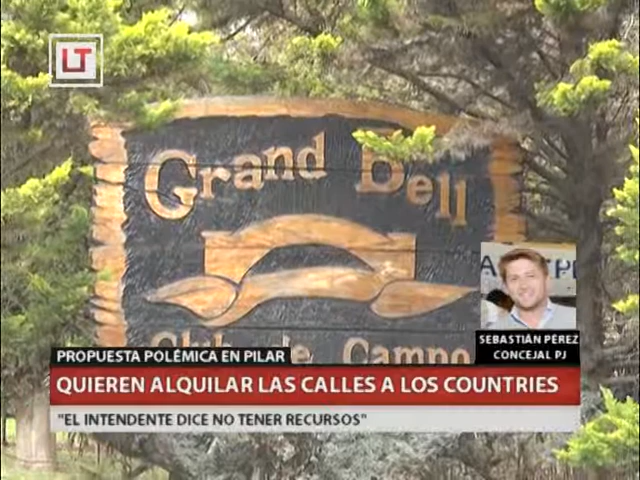 LT
Grand Bell
Club de Campo
SEBASTIÁN PÉREZ
CONCEJAL PJ
PROPUESTA POLÉMICA EN PILAR
QUIEREN ALQUILAR LAS CALLES A LOS COUNTRIES
"EL INTENDENTE DICE NO TENER RECURSOS"